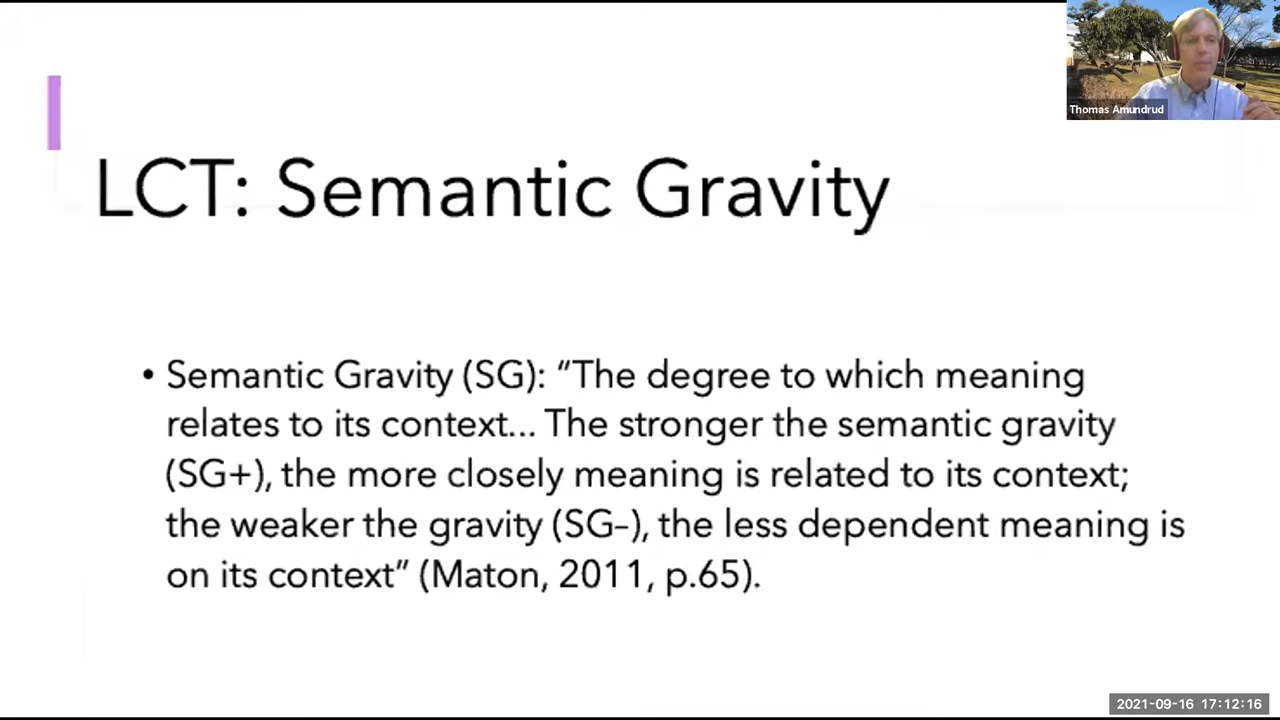 Thomas Amundrud
LCT: Semantic Gravity
• Semantic Gravity (SG): “The degree to which meaning
relates to its context... The stronger the semantic gravity
(SG+), the more closely meaning is related to its context;
the weaker the gravity (SG–), the less dependent meaning is
on its context” (Maton, 2011, p.65).
2021-09-16 17:12:16